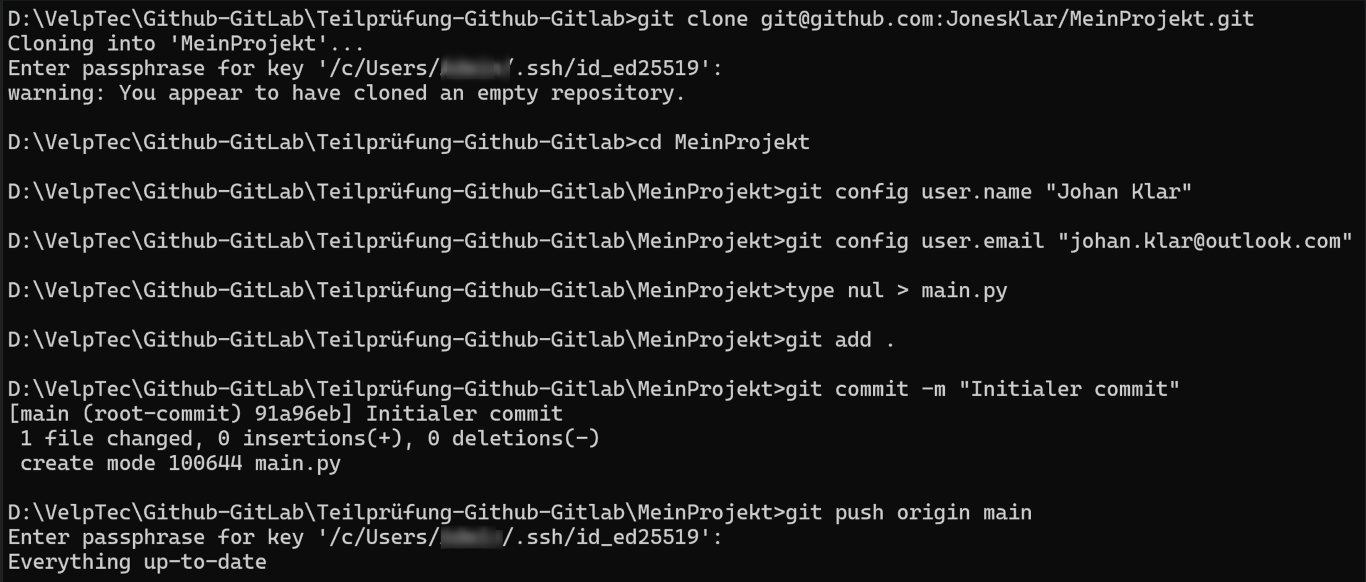 D:\VelpTec\Github-GitLab\Teilprüfung-Github-Gitlab>git clone git@github.com:JonesKlar/MeinProjekt.git
Cloning into 'MeinProjekt'...
Enter passphrase for key '/c/Users/ /.ssh/id_ed25519':
warning: You appear to have cloned an empty repository.
D:\VelpTec\Github-GitLab\Teilprüfung-Github-Gitlab>cd MeinProjekt
D:\VelpTec\Github-GitLab\Teilprüfung-Github-Gitlab\MeinProjekt>git config user.name "Johan Klar"
D:\VelpTec\Github-GitLab\Teilprüfung-Github-Gitlab\MeinProjekt>git config user.email "johan.klar@outlook.com"
D:\VelpTec\Github-GitLab\Teilprüfung-Github-Gitlab\MeinProjekt>type nul > main.py
D:\VelpTec\Github-GitLab\Teilprüfung-Github-Gitlab\MeinProjekt>git add .
D:\VelpTec\Github-GitLab\Teilprüfung-Github-Gitlab\MeinProjekt>git commit -m "Initialer commit"
[main (root-commit) 91a96eb] Initialer commit
 1 file changed, 0 insertions(+), 0 deletions(-)
 create mode 100644 main.py
D:\VelpTec\Github-GitLab\Teilprüfung-Github-Gitlab\MeinProjekt>git push origin main
Enter passphrase for key '/c/Users/ /.ssh/id_ed25519':
Everything up-to-date